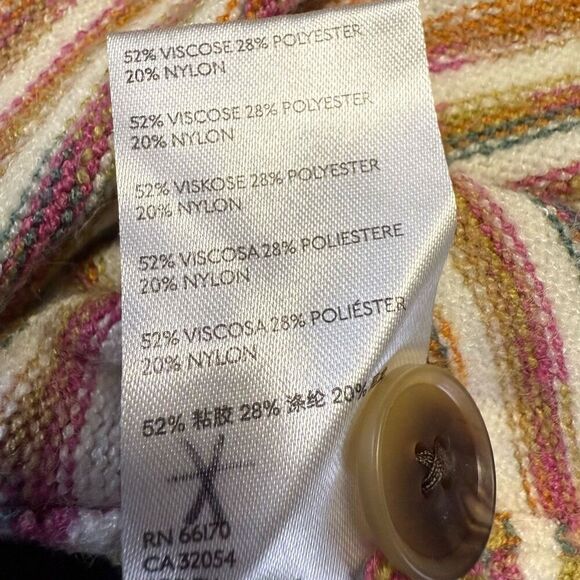 52% VISCOSE 28% POLYESTER
20% NYLON
52% VISCOSE 28% POLYESTER
20% NYLON
52% VISKOSE 28% POLYESTER
20% NYLON
52% VISCOSA 28% POLIESTERE
20% NYLON
52% VISCOSA 28% POLIÉSTER
20% NYLON
52% 粘胶 28% 涤纶 20%
RN 66170
CA 32054